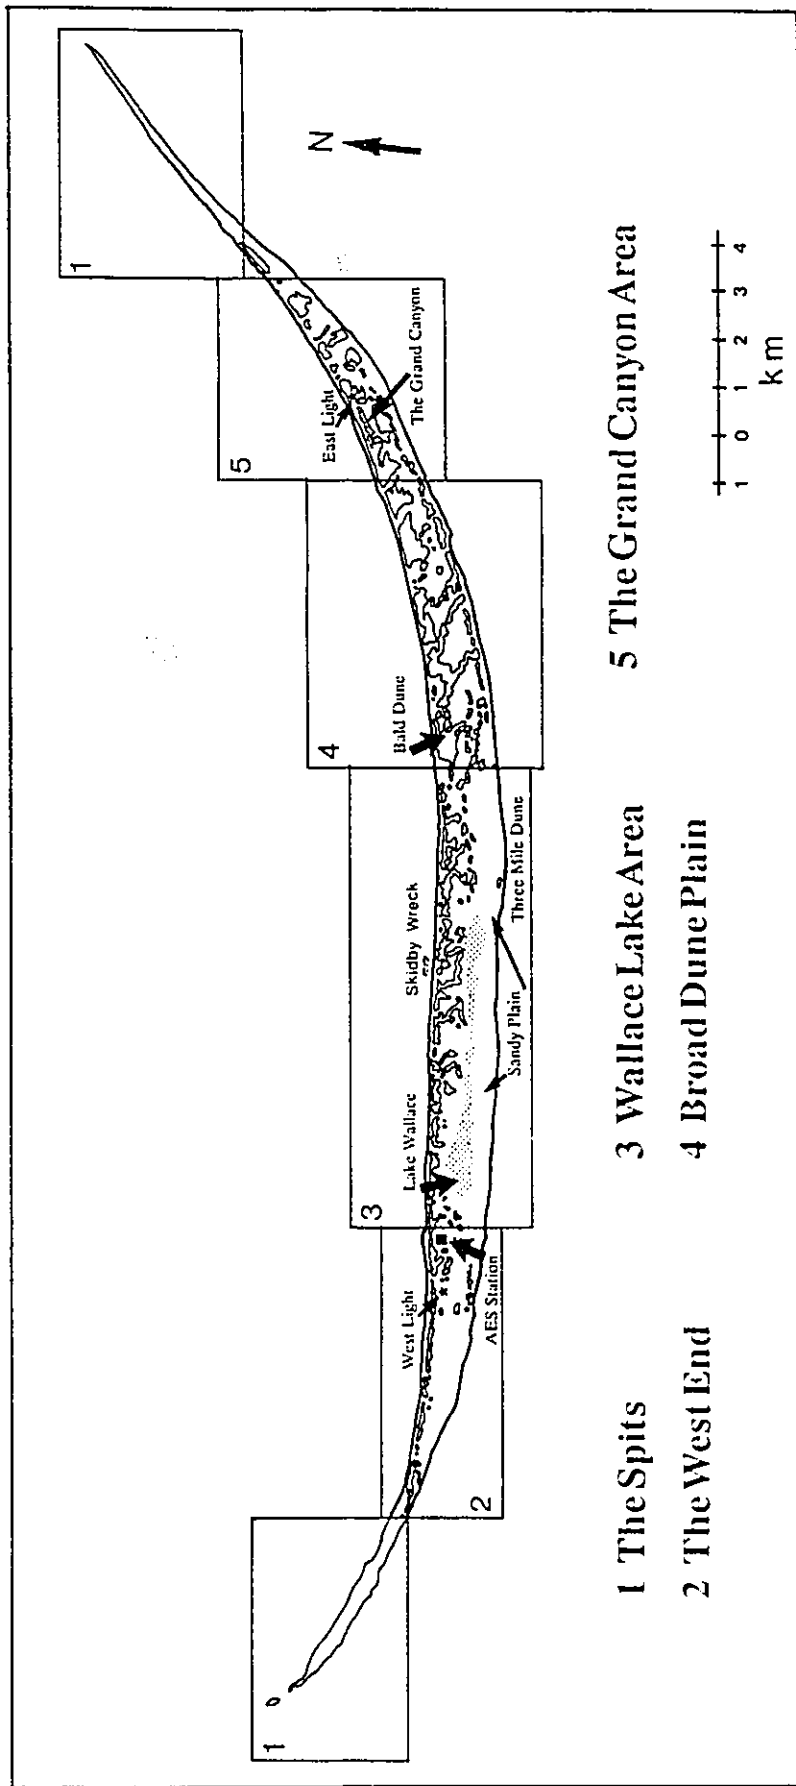 1
2
3
4
5
1
N
West Light
AES Station
Lake Wallace
Skidby Wreck
Sandy Plain
Three Mile Dune
Bald Dune
East Light
The Grand Canyon
1 The Spits
2 The West End
3 Wallace Lake Area
4 Broad Dune Plain
5 The Grand Canyon Area
1 0 1 2 3 4
km